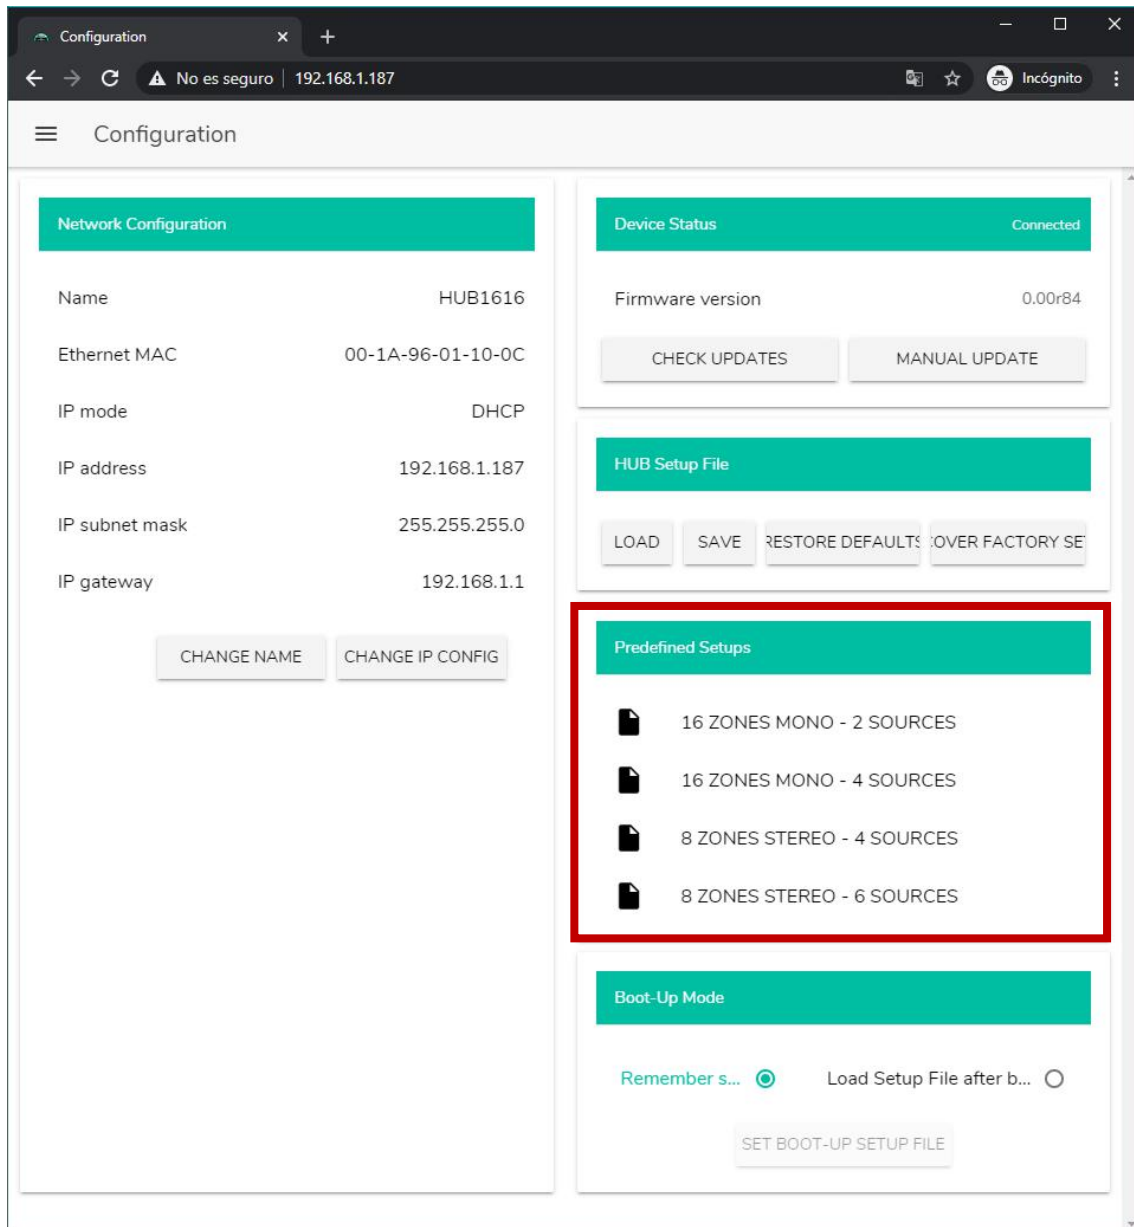 Configuration
No es seguro 192.168.1.187 Incógnito
Configuration
Network Configuration
Name HUB1616
Ethernet MAC 00-1A-96-01-10-0C
IP mode DHCP
IP address 192.168.1.187
IP subnet mask 255.255.255.0
IP gateway 192.168.1.1
CHANGE NAME CHANGE IP CONFIG
Device Status Connected
Firmware version 0.00r84
CHECK UPDATES MANUAL UPDATE
HUB Setup File
LOAD SAVE RESTORE DEFAULTS OVER FACTORY SE
Predefined Setups
16 ZONES MONO - 2 SOURCES
16 ZONES MONO - 4 SOURCES
8 ZONES STEREO - 4 SOURCES
8 ZONES STEREO - 6 SOURCES
Boot-Up Mode
Remember s... Load Setup File after b...
SET BOOT-UP SETUP FILE